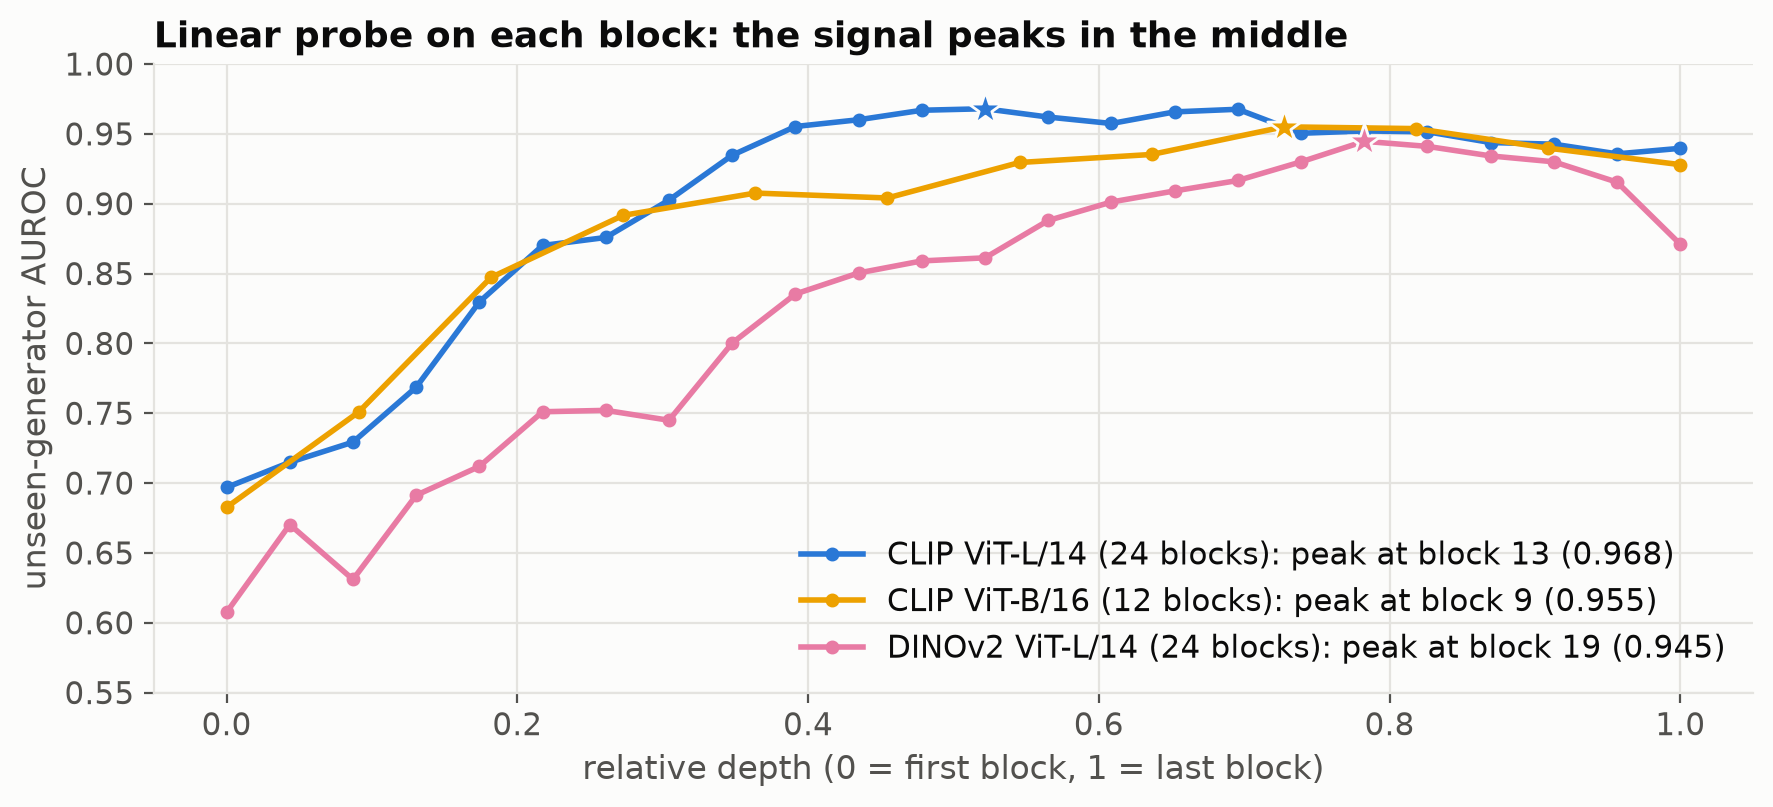 Linear probe on each block: the signal peaks in the middle
1.00
0.95
0.90
0.85
0.80
0.75
0.70
0.65
0.60
0.55
unseen-generator AUROC
CLIP ViT-L/14 (24 blocks): peak at block 13 (0.968)
CLIP ViT-B/16 (12 blocks): peak at block 9 (0.955)
DINOv2 ViT-L/14 (24 blocks): peak at block 19 (0.945)
0.0 0.2 0.4 0.6 0.8 1.0
relative depth (0 = first block, 1 = last block)